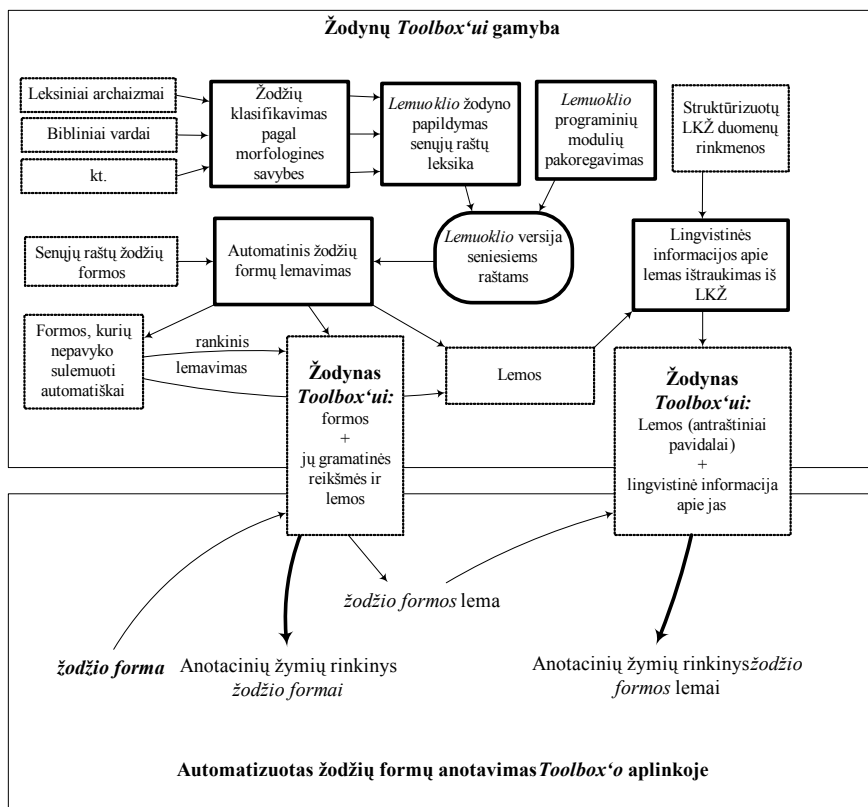 Žodynų Toolbox‘ui gamyba
Leksiniai archaizmai
Bibliniai vardai
kt.
Žodžių
klasifikavimas
pagal
morfologines
savybes
Lemuoklio žodyno
papildymas
senųjų raštų
leksika
Lemuoklio
programinių
modulių
pakoregavimas
Struktūrizuotų
LKŽ duomenų
rinkmenos
Senųjų raštų žodžių
formos
Automatinis žodžių
formų lemavimas
Lemuoklio versija
seniesiems
raštams
Lingvistinės
informacijos apie
lemas ištraukimas iš
LKŽ
Formos, kurių
nepavyko
sulemuoti
automatiškai
rankinis
lemavimas
Žodynas
Toolbox‘ui:
formos
+
jų gramatinės
reikšmės ir
lemos
Lemos
Žodynas
Toolbox‘ui:
Lemos (antraštiniai
pavidalai)
+
lingvistinė informacija
apie jas
žodžio formos lema
žodžio forma
Anotacinių žymių rinkinys
žodžio formai
Anotacinių žymių rinkinysžodžio
formos lemai
Automatizuotas žodžių formų anotavimasToolbox‘o aplinkoje